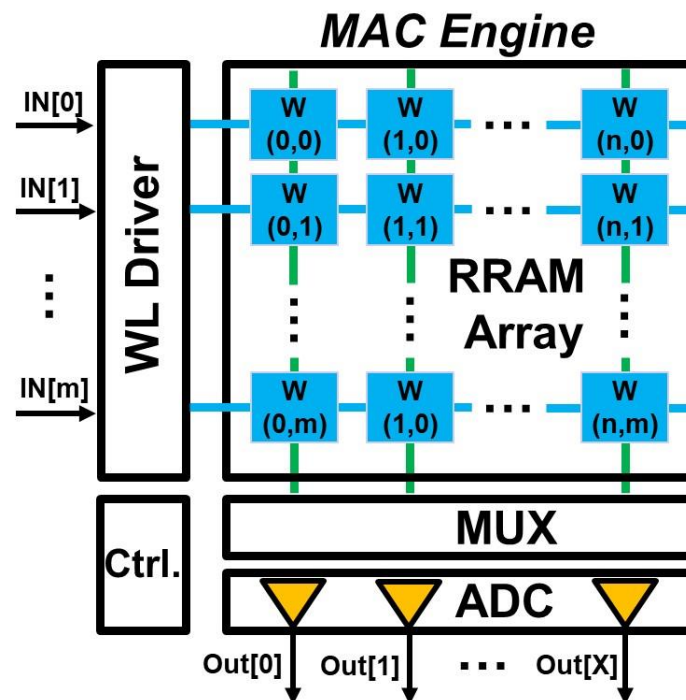 MAC Engine
IN[0]
IN[1]
⋮
IN[m]
WL Driver
W
(0,0)
W
(1,0)
...
W
(n,0)
W
(0,1)
W
(1,1)
...
W
(n,1)
RRAM
Array
W
(0,m)
W
(1,0)
...
W
(n,m)
Ctrl.
MUX
ADC
Out[0]
Out[1]
...
Out[X]